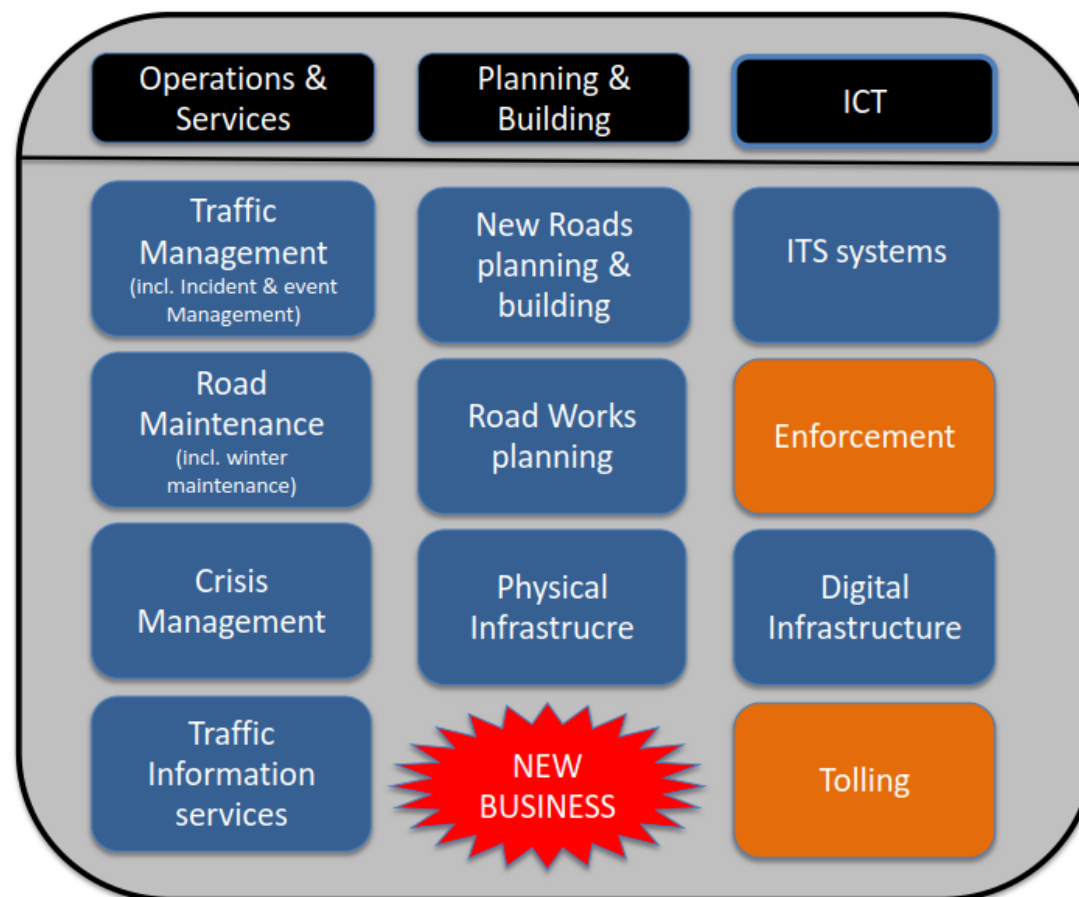 Operations &
Services
Planning &
Building
ICT
Traffic
Management
(incl. Incident & event
Management)
New Roads
planning &
building
ITS systems
Road
Maintenance
(incl. winter
maintenance)
Road Works
planning
Enforcement
Crisis
Management
Physical
Infrastrucre
Digital
Infrastructure
Traffic
Information
services
NEW
BUSINESS
Tolling